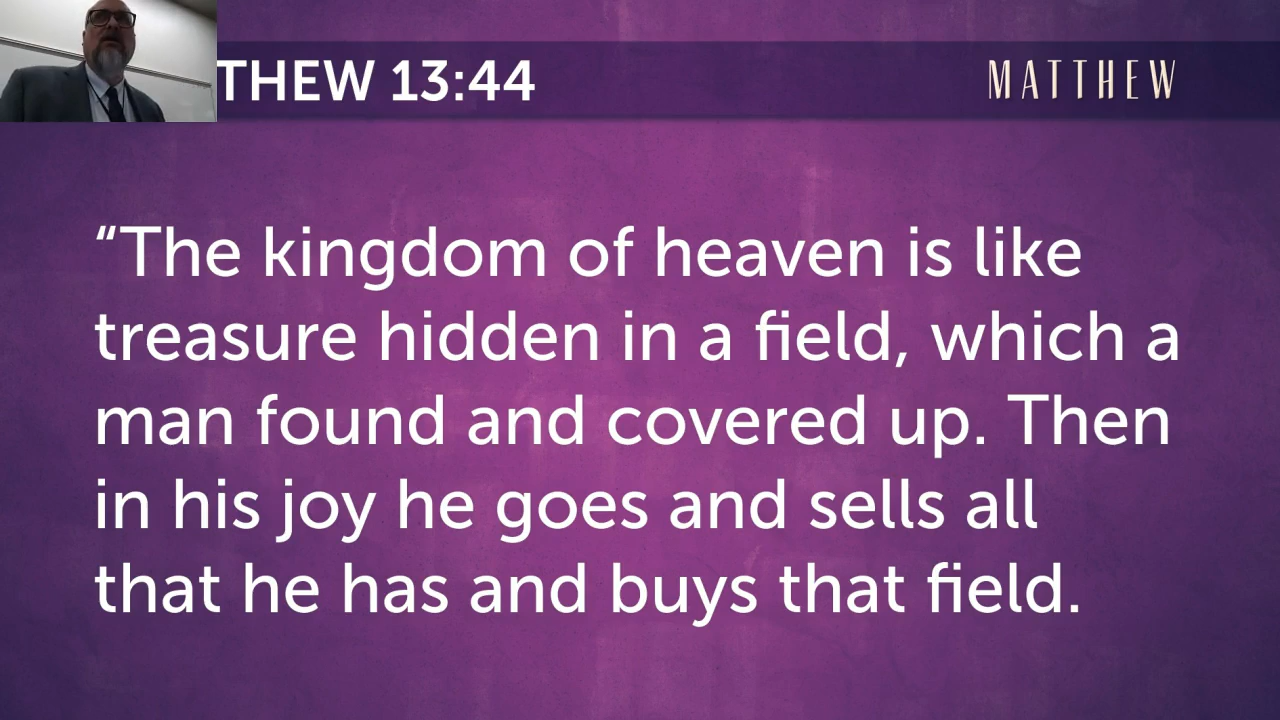 THEW 13:44
MATTHEW
“The kingdom of heaven is like
treasure hidden in a field, which a
man found and covered up. Then
in his joy he goes and sells all
that he has and buys that field.